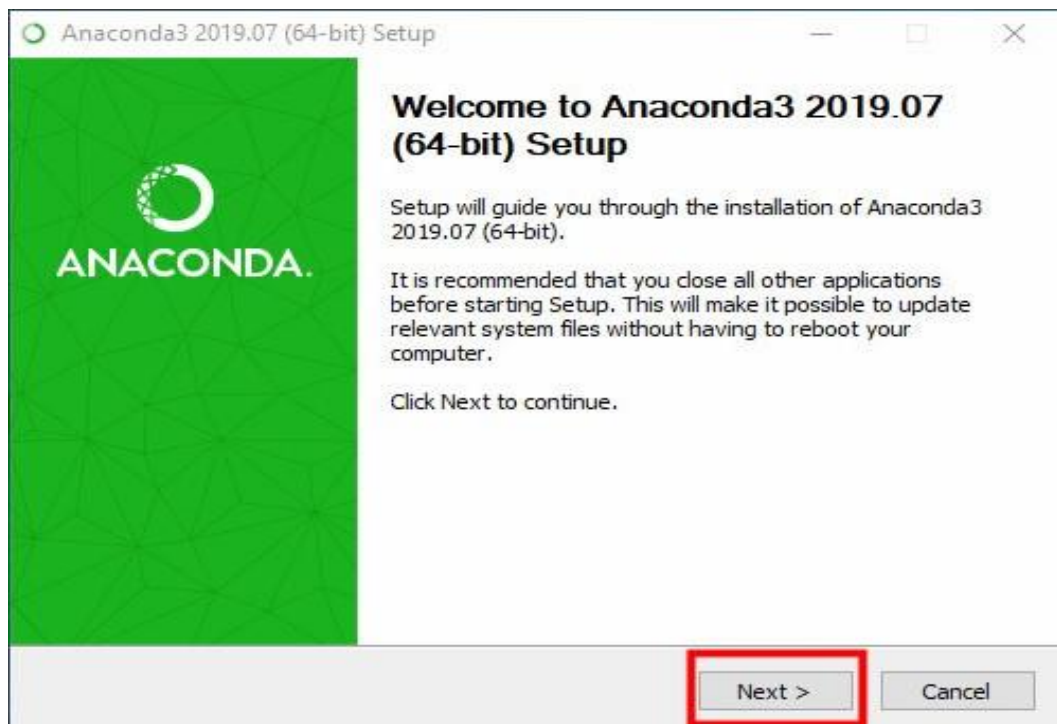 Anaconda3 2019.07 (64-bit) Setup
ANACONDA.
Welcome to Anaconda3 2019.07
(64-bit) Setup
Setup will guide you through the installation of Anaconda3
2019.07 (64-bit).
It is recommended that you close all other applications
before starting Setup. This will make it possible to update
relevant system files without having to reboot your
computer.
Click Next to continue.
Next >
Cancel